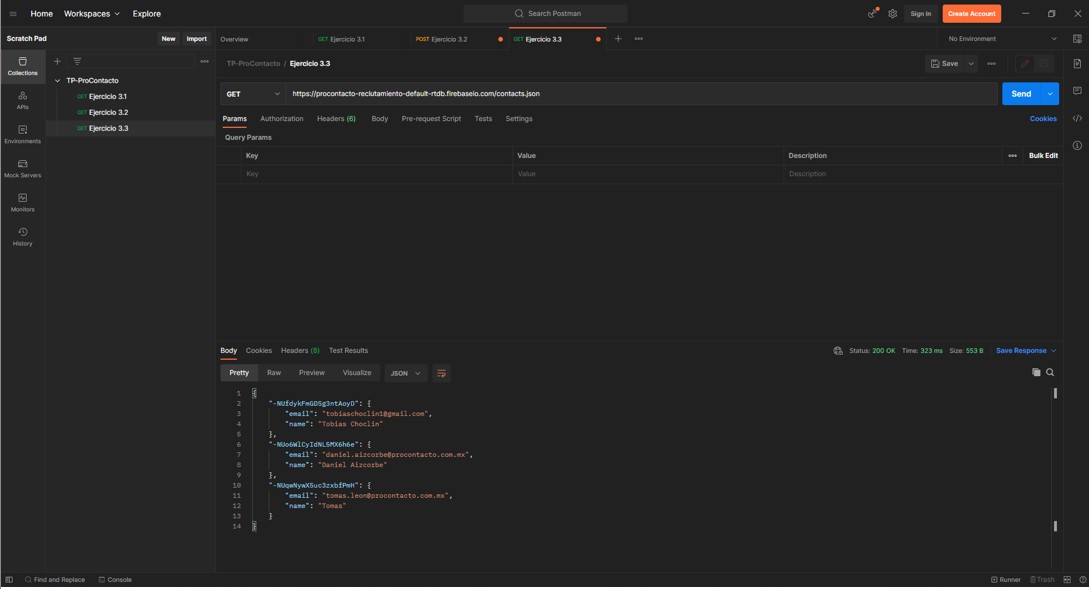 Home Workspaces Explore Search Postman Sign In Create Account
Scratch Pad New Import Overview GET Ejercicio 3.1 POST Ejercicio 3.2 GET Ejercicio 3.3 No Environment
Collections
APIs
Environments
Mock Servers
Monitors
History
TP-ProContacto
GET Ejercicio 3.1
GET Ejercicio 3.2
GET Ejercicio 3.3
TP-ProContacto / Ejercicio 3.3 Save
GET https://procontacto-reclutamiento-default-rtdb.firebaseio.com/contacts.json Send
Params Authorization Headers (6) Body Pre-request Script Tests Settings Cookies
Query Params
Key Value Description Bulk Edit
Key Value Description
Body Cookies Headers (8) Test Results Status: 200 OK Time: 323 ms Size: 553 B Save Response
Pretty Raw Preview Visualize JSON
1 {
2 "-NUfdykFmGDSg3ntAoyD": {
3 "email": "tobiaschoclin1@gmail.com",
4 "name": "Tobias Choclin"
5 },
6 "-NUo6WlCyIdNL5MX6h6e": {
7 "email": "daniel.aizcorbe@procontacto.com.mx",
8 "name": "Daniel Aizcorbe"
9 },
10 "-NUqwNywX5uc3zxbfPmH": {
11 "email": "tomas.leon@procontacto.com.mx",
12 "name": "Tomas"
13 }
14 }
Find and Replace Console Runner Trash